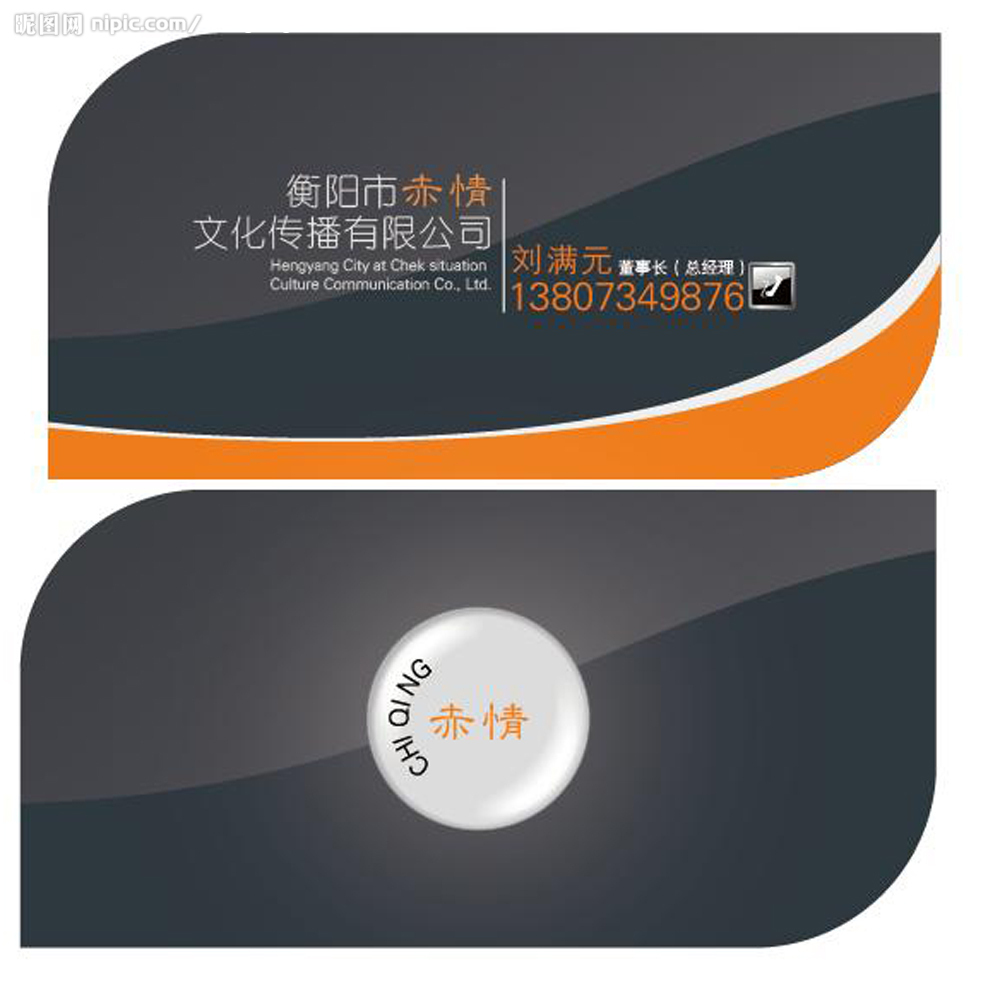 昵图网 nipic.com/
衡阳市赤情
文化传播有限公司
Hengyang City at Chek situation
Culture Communication Co., Ltd.
刘满元 董事长（总经理）
13807349876
CHI QING
赤情